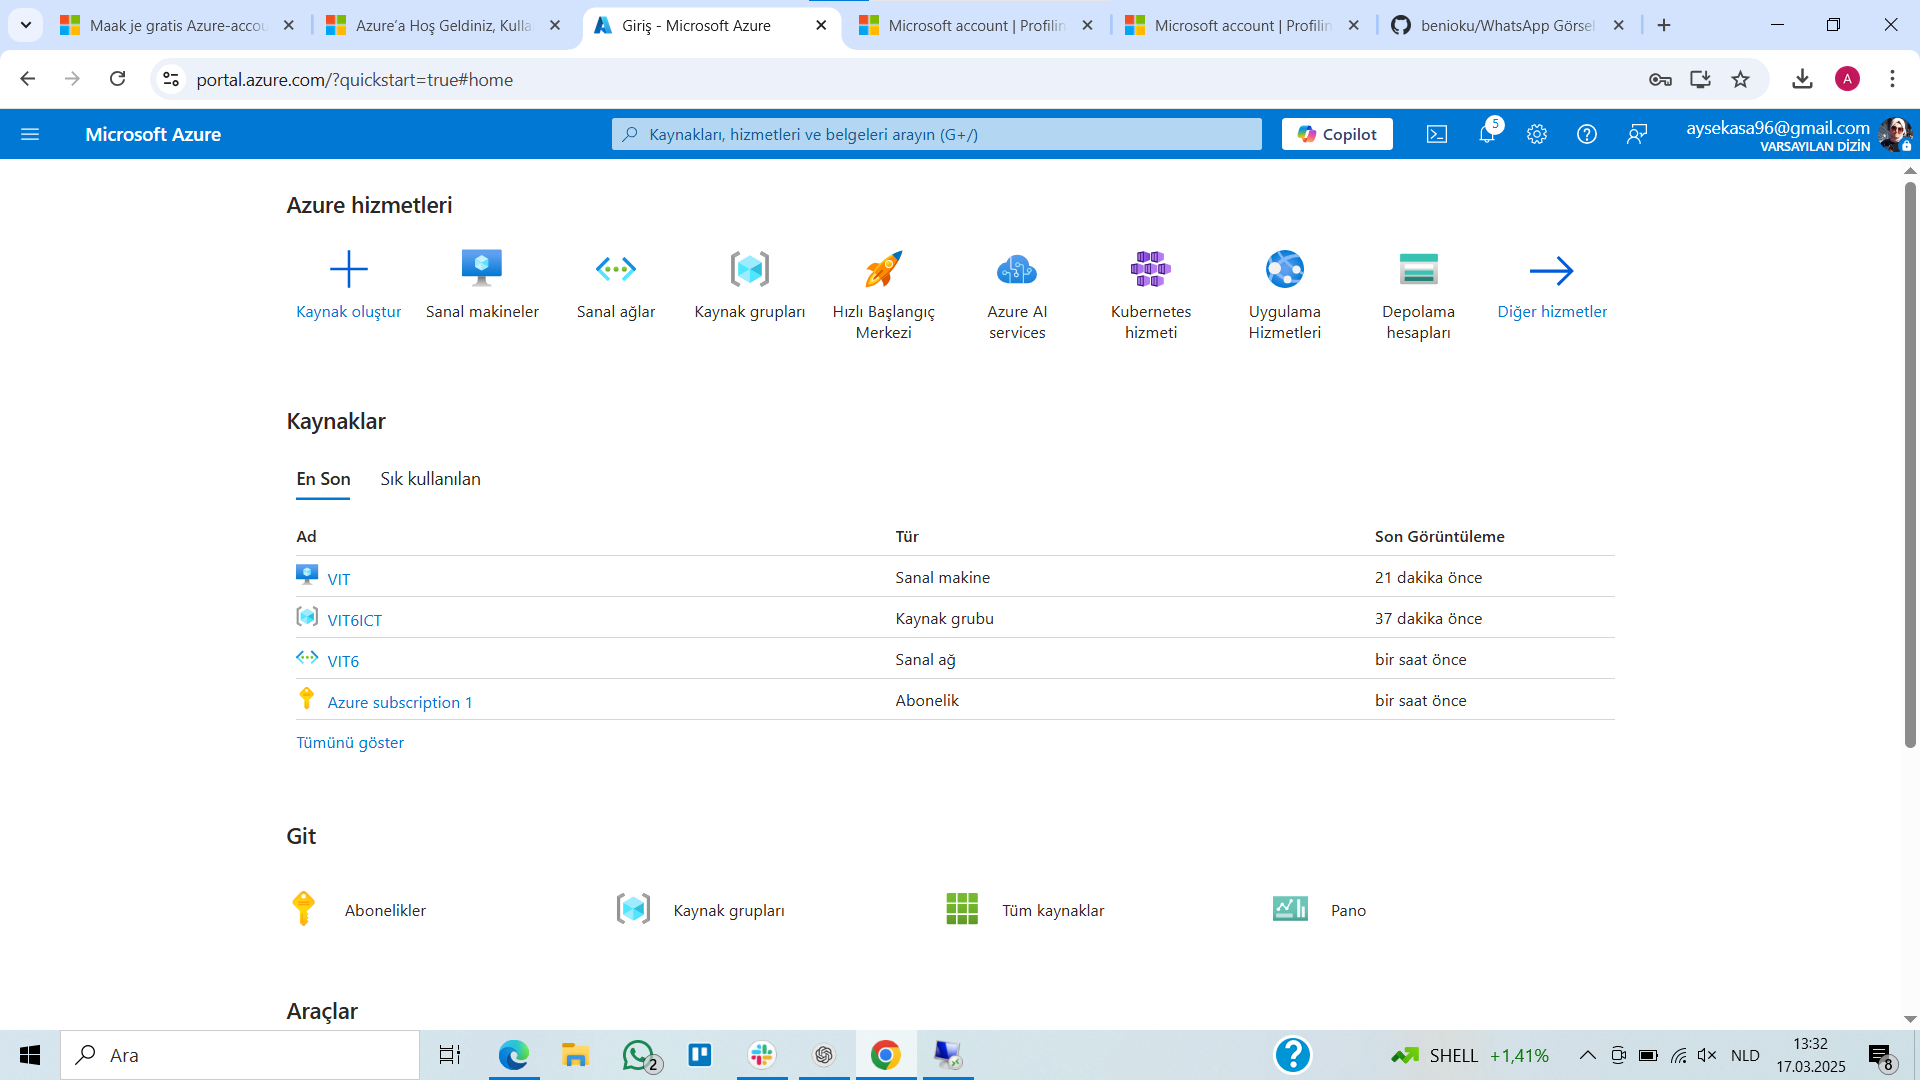 Maak je gratis Azure-accou
Azure'a Hoş Geldiniz, Kulla
Giriş - Microsoft Azure
Microsoft account | Profilin
Microsoft account | Profilin
benioku/WhatsApp Görsel
portal.azure.com/?quickstart=true#home
A
Microsoft Azure
Kaynakları, hizmetleri ve belgeleri arayın (G+/)
Copilot
5
aysekasa96@gmail.com
VARSAYILAN DİZİN
Azure hizmetleri
Kaynak oluştur
Sanal makineler
Sanal ağlar
Kaynak grupları
Hızlı Başlangıç
Merkezi
Azure AI
services
Kubernetes
hizmeti
Uygulama
Hizmetleri
Depolama
hesapları
Diğer hizmetler
Kaynaklar
En Son
Sık kullanılan
Ad
Tür
Son Görüntüleme
VIT
Sanal makine
21 dakika önce
VIT6ICT
Kaynak grubu
37 dakika önce
VIT6
Sanal ağ
bir saat önce
Azure subscription 1
Abonelik
bir saat önce
Tümünü göster
Git
Abonelikler
Kaynak grupları
Tüm kaynaklar
Pano
Araçlar
Ara
2
SHELL +1,41%
NLD
13:32
17.03.2025
8